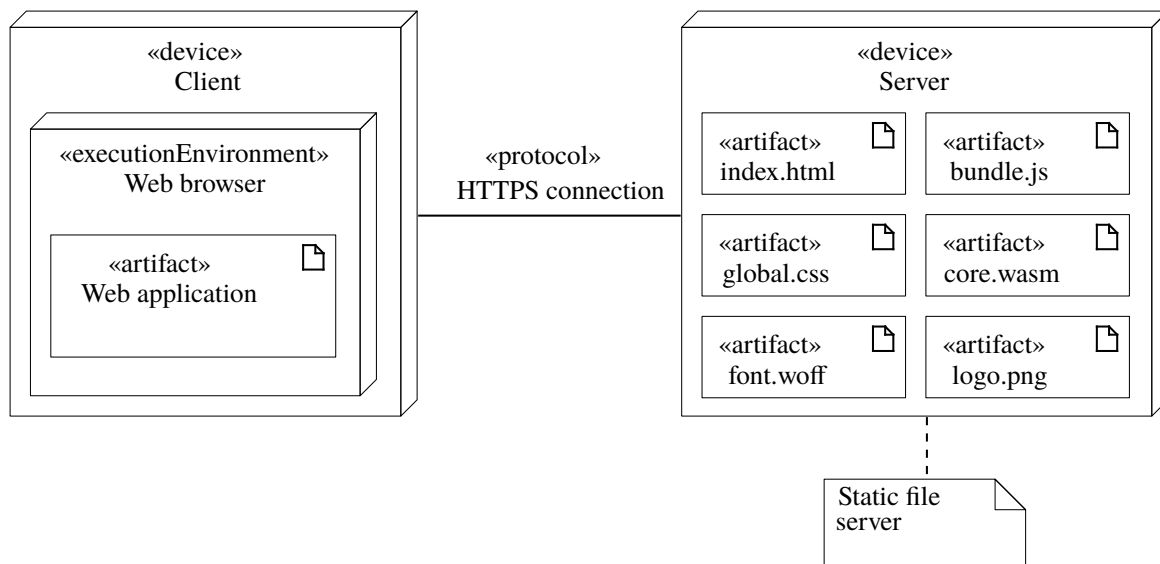 «device»
Client
«executionEnvironment»
Web browser
«artifact»
Web application
«protocol»
HTTPS connection
«device»
Server
«artifact»
index.html
«artifact»
bundle.js
«artifact»
global.css
«artifact»
core.wasm
«artifact»
font.woff
«artifact»
logo.png
Static file
server